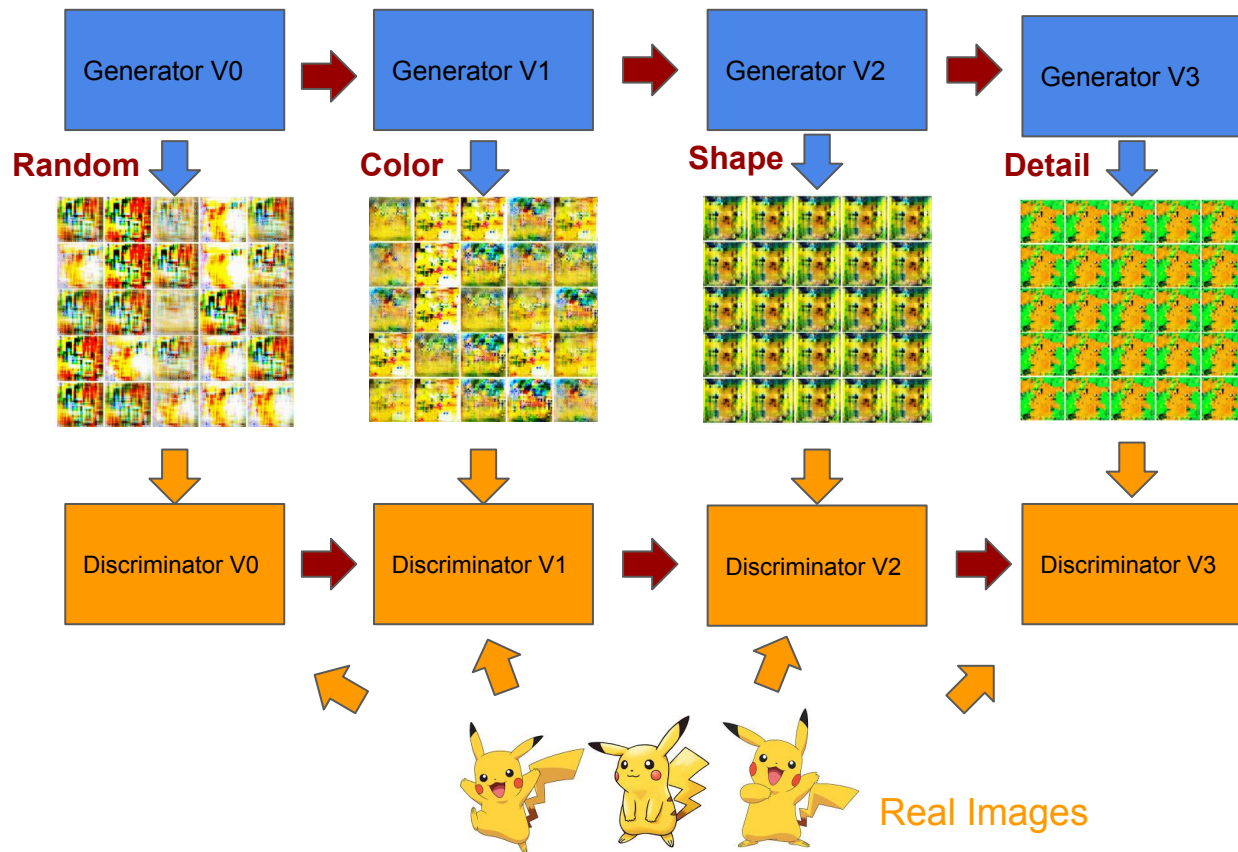 Generator V0
Generator V1
Generator V2
Generator V3
Random
Color
Shape
Detail
Discriminator V0
Discriminator V1
Discriminator V2
Discriminator V3
Real Images